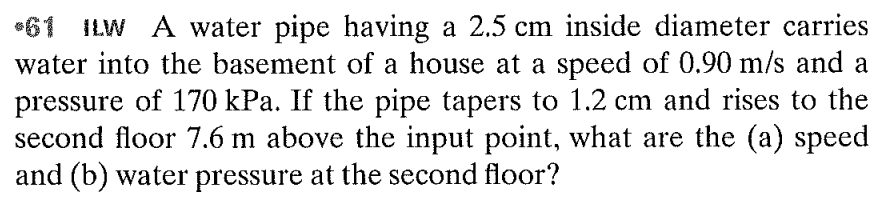 •61 ILW A water pipe having a 2.5 cm inside diameter carries
water into the basement of a house at a speed of 0.90 m/s and a
pressure of 170 kPa. If the pipe tapers to 1.2 cm and rises to the
second floor 7.6 m above the input point, what are the (a) speed
and (b) water pressure at the second floor?